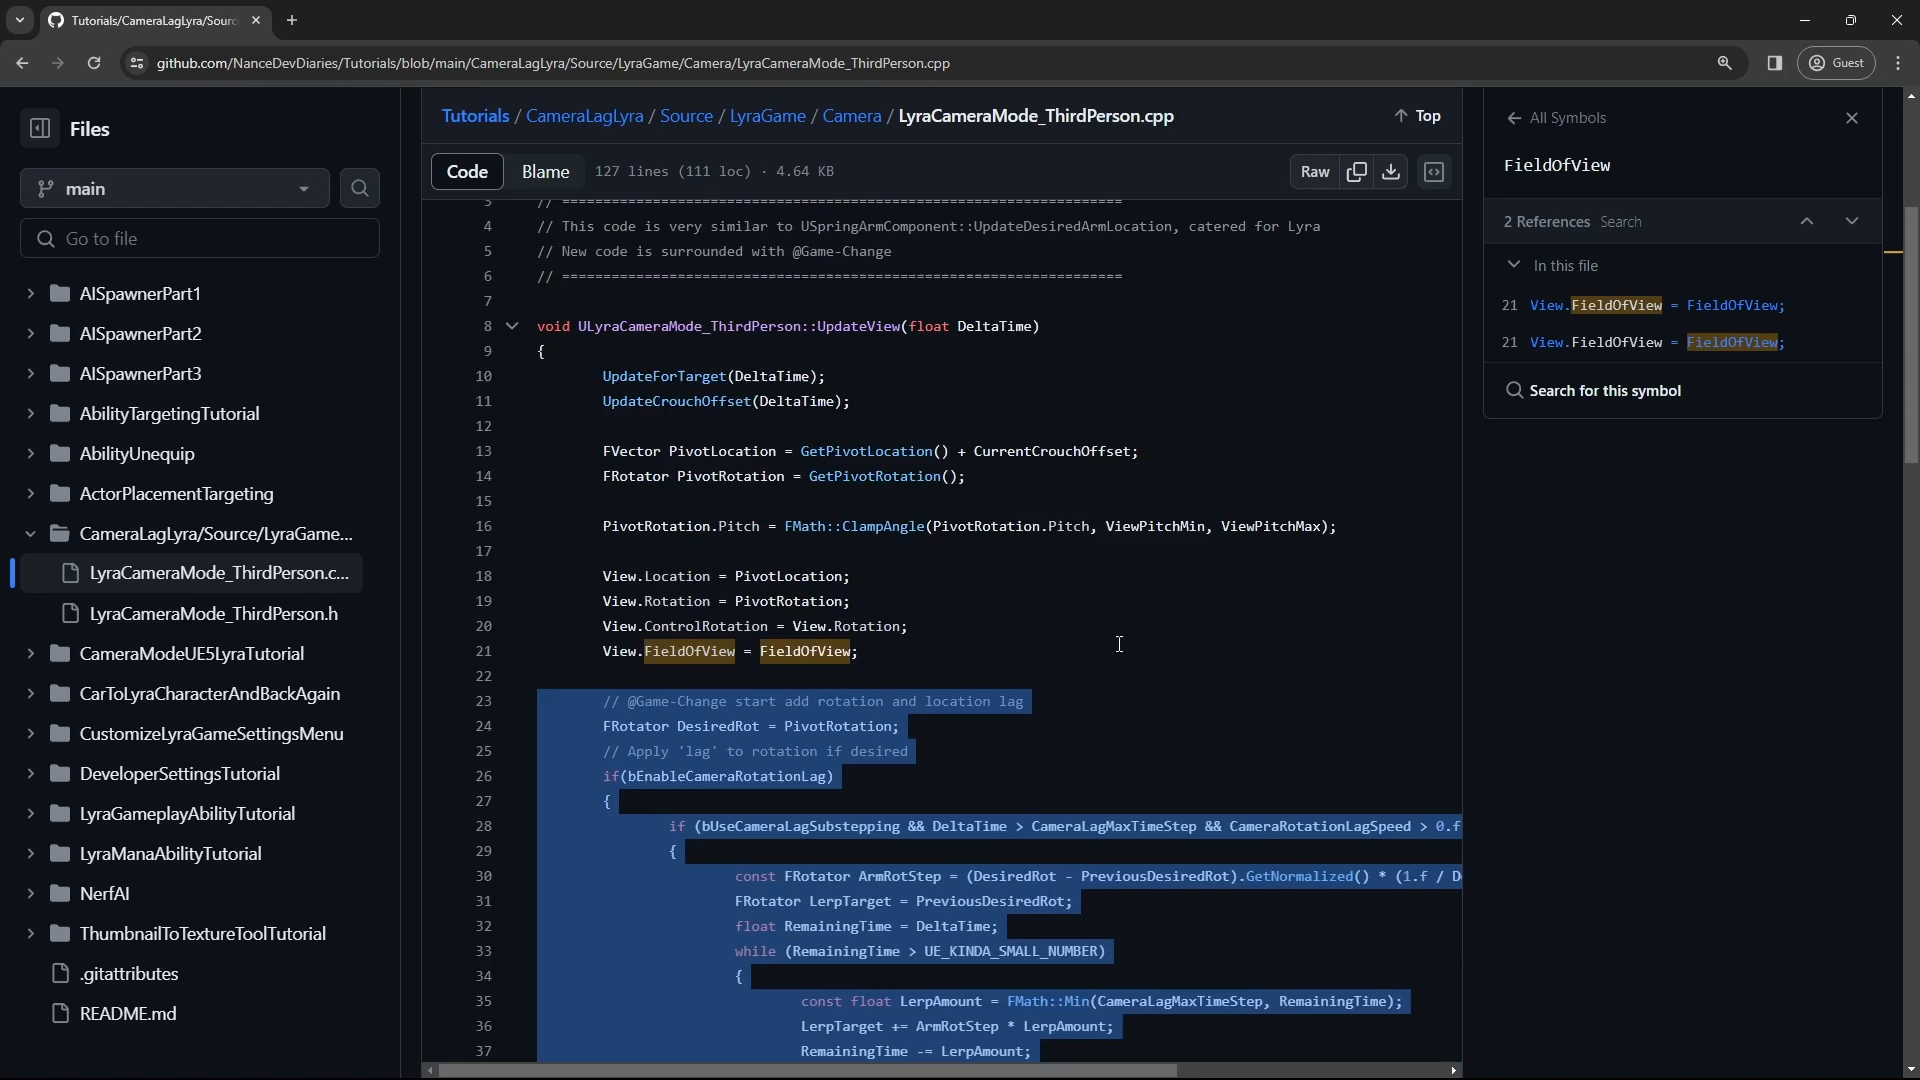 Tutorials/CameraLagLyra/Sourc
github.com/NanceDevDiaries/Tutorials/blob/main/CameraLagLyra/Source/LyraGame/Camera/LyraCameraMode_ThirdPerson.cpp
Guest
Files
main
Go to file
AISpawnerPart1
AISpawnerPart2
AISpawnerPart3
AbilityTargetingTutorial
AbilityUnequip
ActorPlacementTargeting
CameraLagLyra/Source/LyraGame...
LyraCameraMode_ThirdPerson.c...
LyraCameraMode_ThirdPerson.h
CameraModeUE5LyraTutorial
CarToLyraCharacterAndBackAgain
CustomizeLyraGameSettingsMenu
DeveloperSettingsTutorial
LyraGameplayAbilityTutorial
LyraManaAbilityTutorial
NerfAI
ThumbnailToTextureToolTutorial
.gitattributes
README.md
Tutorials / CameraLagLyra / Source / LyraGame / Camera / LyraCameraMode_ThirdPerson.cpp
Top
Code Blame 127 lines (111 loc) · 4.64 KB Raw
3 // ====================================================================
4 // This code is very similar to USpringArmComponent::UpdateDesiredArmLocation, catered for Lyra
5 // New code is surrounded with @Game-Change
6 // ====================================================================
7
8 void ULyraCameraMode_ThirdPerson::UpdateView(float DeltaTime)
9 {
10 UpdateForTarget(DeltaTime);
11 UpdateCrouchOffset(DeltaTime);
12
13 FVector PivotLocation = GetPivotLocation() + CurrentCrouchOffset;
14 FRotator PivotRotation = GetPivotRotation();
15
16 PivotRotation.Pitch = FMath::ClampAngle(PivotRotation.Pitch, ViewPitchMin, ViewPitchMax);
17
18 View.Location = PivotLocation;
19 View.Rotation = PivotRotation;
20 View.ControlRotation = View.Rotation;
21 View.FieldOfView = FieldOfView;
22
23 // @Game-Change start add rotation and location lag
24 FRotator DesiredRot = PivotRotation;
25 // Apply 'lag' to rotation if desired
26 if(bEnableCameraRotationLag)
27 {
28 if (bUseCameraLagSubstepping && DeltaTime > CameraLagMaxTimeStep && CameraRotationLagSpeed > 0.f
29 {
30 const FRotator ArmRotStep = (DesiredRot - PreviousDesiredRot).GetNormalized() * (1.f / D
31 FRotator LerpTarget = PreviousDesiredRot;
32 float RemainingTime = DeltaTime;
33 while (RemainingTime > UE_KINDA_SMALL_NUMBER)
34 {
35 const float LerpAmount = FMath::Min(CameraLagMaxTimeStep, RemainingTime);
36 LerpTarget += ArmRotStep * LerpAmount;
37 RemainingTime -= LerpAmount;
All Symbols
FieldOfView
2 References Search
In this file
21 View.FieldOfView = FieldOfView;
21 View.FieldOfView = FieldOfView;
Search for this symbol